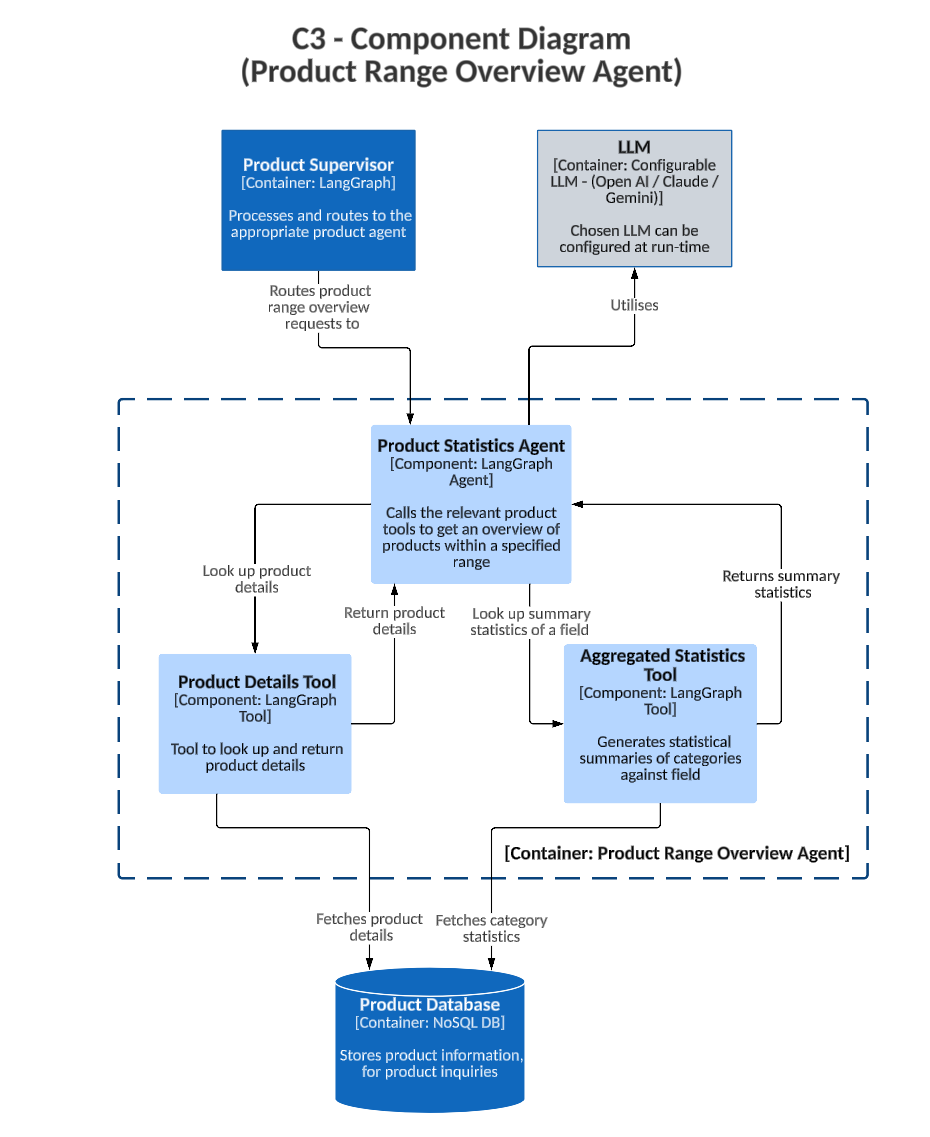 C3 - Component Diagram
(Product Range Overview Agent)
Product Supervisor
[Container: LangGraph]
Processes and routes to the
appropriate product agent
LLM
[Container: Configurable
LLM - (Open AI / Claude /
Gemini)]
Chosen LLM can be
configured at run-time
Routes product
range overview
requests to
Utilises
Product Statistics Agent
[Component: LangGraph
Agent]
Calls the relevant product
tools to get an overview of
products within a specified
range
Look up product
details
Return product
details
Look up summary
statistics of a field
Returns summary
statistics
Product Details Tool
[Component: LangGraph
Tool]
Tool to look up and return
product details
Aggregated Statistics
Tool
[Component: LangGraph
Tool]
Generates statistical
summaries of categories
against field
[Container: Product Range Overview Agent]
Fetches product
details
Fetches category
statistics
Product Database
[Container: NoSQL DB]
Stores product information,
for product inquiries